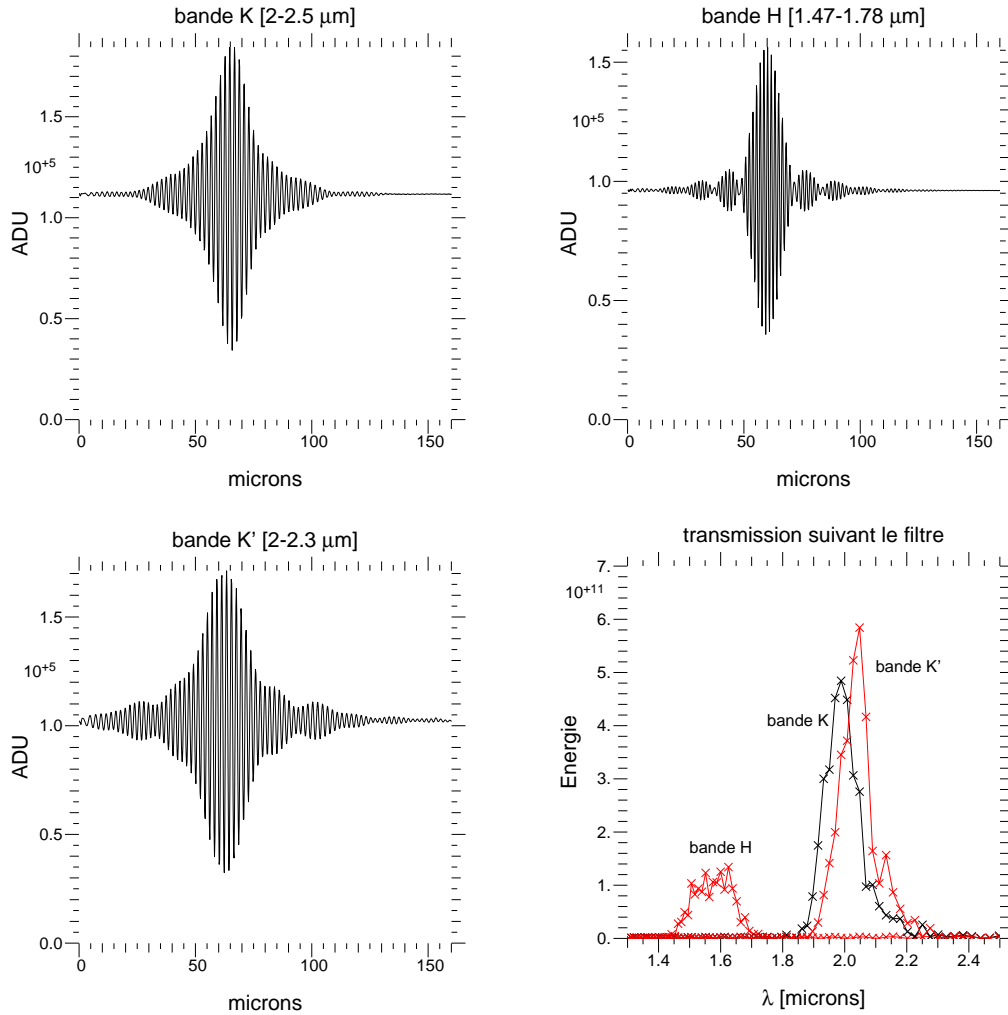 bande K [2-2.5 µm]
1.5
10+5
1.0
0.5
0.0
ADU
0 50 100 150
microns
bande H [1.47-1.78 µm]
1.5
10+5
1.0
0.5
0.0
ADU
0 50 100 150
microns
bande K’ [2-2.3 µm]
1.5
10+5
1.0
0.5
0.0
ADU
0 50 100 150
microns
transmission suivant le filtre
7.
10+11
6.
5.
4.
3.
2.
1.
0.
Energie
bande K’
bande K
bande H
1.4 1.6 1.8 2.0 2.2 2.4
λ [microns]